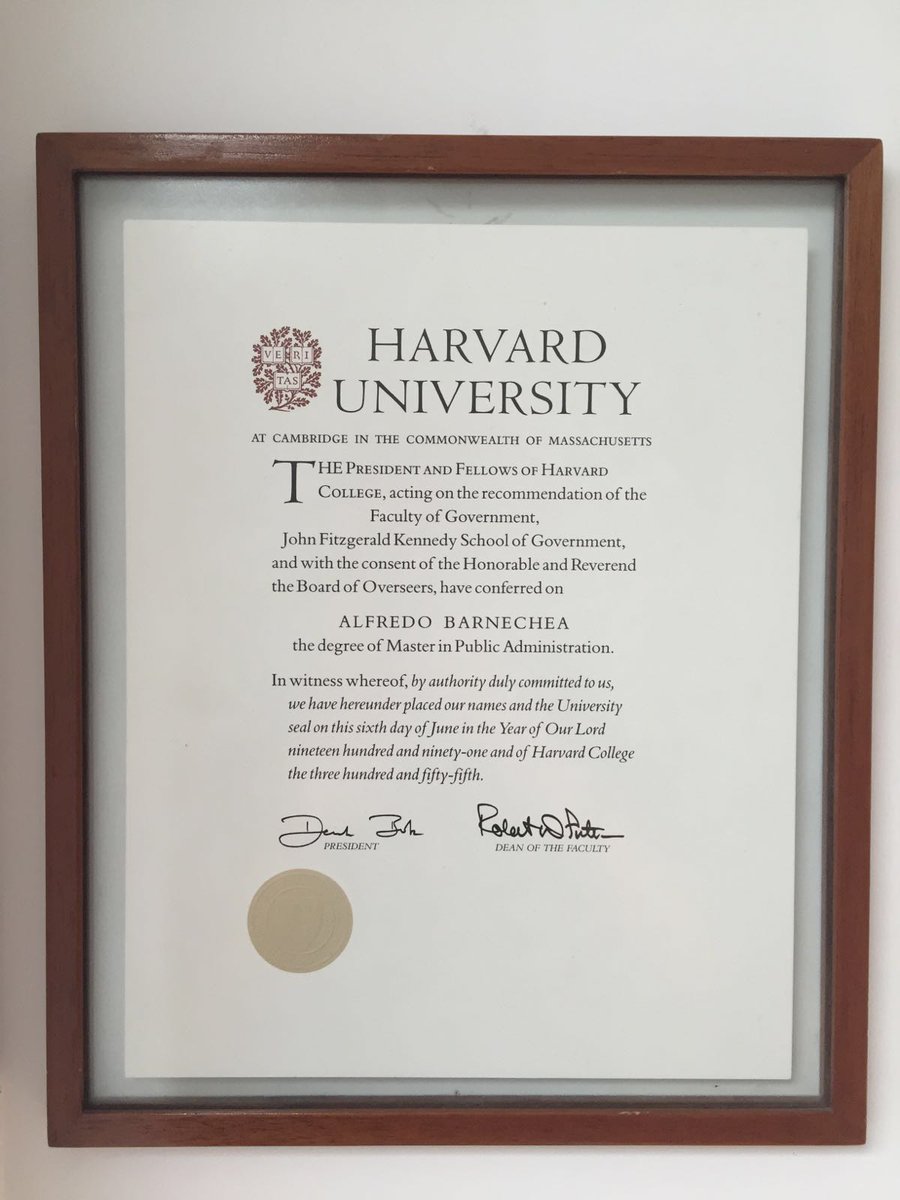 VE RI
TAS
HARVARD
UNIVERSITY
AT CAMBRIDGE IN THE COMMONWEALTH OF MASSACHUSETTS
THE PRESIDENT AND FELLOWS OF HARVARD
COLLEGE, acting on the recommendation of the
Faculty of Government,
John Fitzgerald Kennedy School of Government,
and with the consent of the Honorable and Reverend
the Board of Overseers, have conferred on
ALFREDO BARNECHEA
the degree of Master in Public Administration.
In witness whereof, by authority duly committed to us,
we have hereunder placed our names and the University
seal on this sixth day of June in the Year of Our Lord
nineteen hundred and ninety-one and of Harvard College
the three hundred and fifty-fifth.
Derek Bok Robert D Putnam
PRESIDENT DEAN OF THE FACULTY